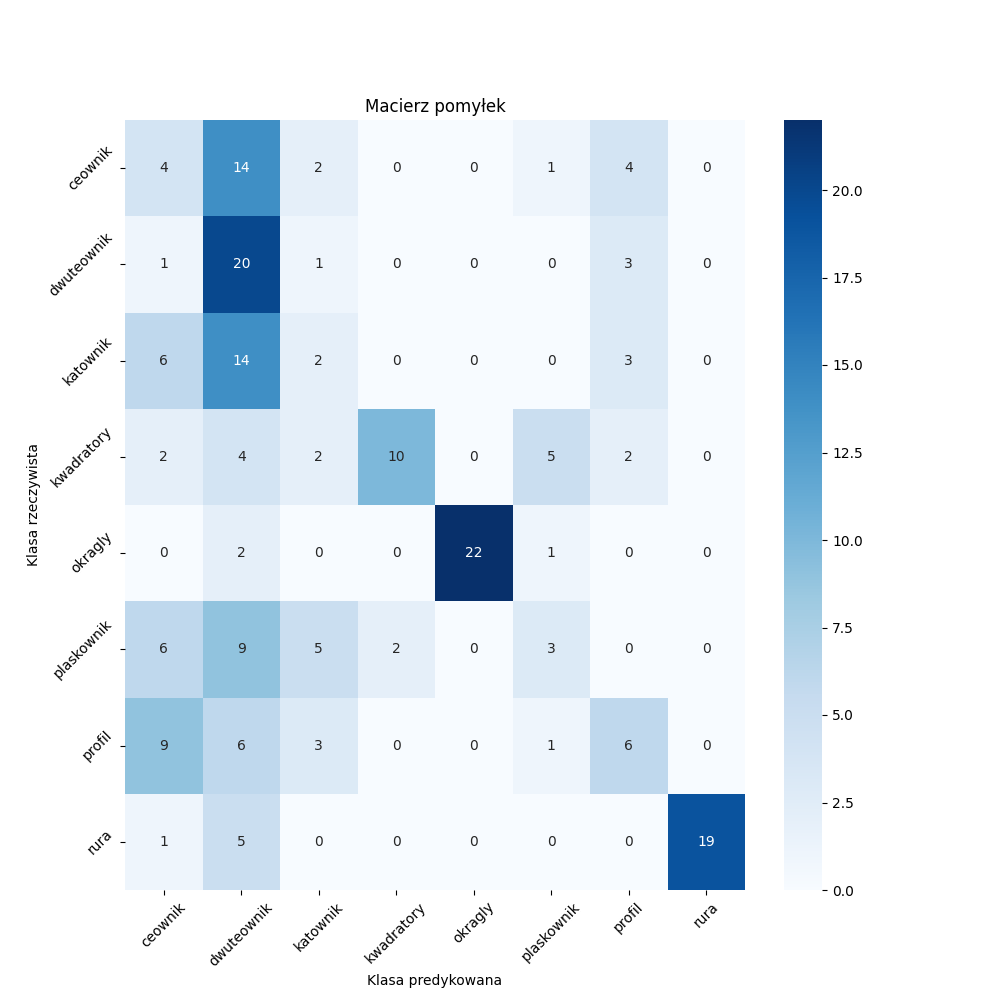 Macierz pomyłek
ceownik 4 14 2 0 0 1 4 0
dwuteownik 1 20 1 0 0 0 3 0
katownik 6 14 2 0 0 0 3 0
kwadratory 2 4 2 10 0 5 2 0
okragly 0 2 0 0 22 1 0 0
plaskownik 6 9 5 2 0 3 0 0
profil 9 6 3 0 0 1 6 0
rura 1 5 0 0 0 0 0 19
ceownik dwuteownik katownik kwadratory okragly plaskownik profil rura
Klasa predykowana
Klasa rzeczywista
20.0
17.5
15.0
12.5
10.0
7.5
5.0
2.5
0.0